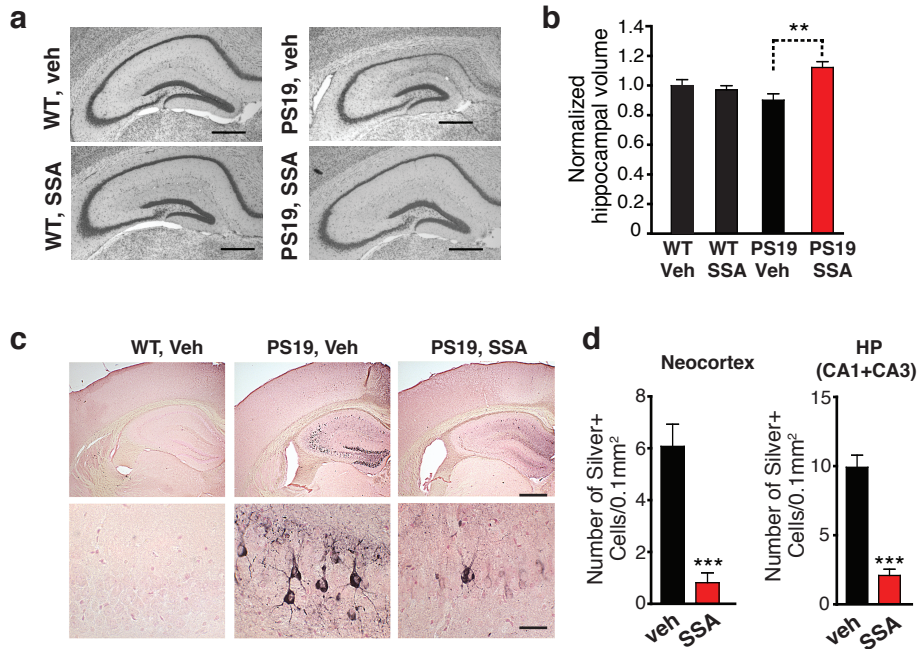 a
WT, veh
PS19, veh
WT, SSA
PS19, SSA
b
Normalized
hippocampal volume
1.4
1.2
1.0
0.8
0.6
0.4
0.2
0
**
WT
Veh
WT
SSA
PS19
Veh
PS19
SSA
c
WT, Veh
PS19, Veh
PS19, SSA
d
Neocortex
Number of Silver+
Cells/0.1mm²
8
6
4
2
0
***
veh
SSA
HP
(CA1+CA3)
Number of Silver+
Cells/0.1mm²
15
10
5
0
***
veh
SSA